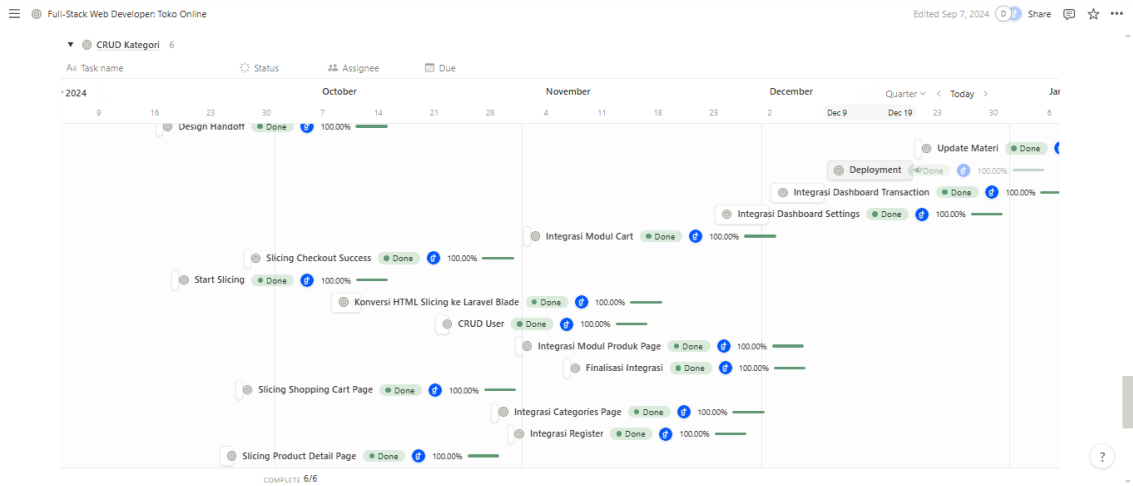 Full-Stack Web Developer: Toko Online
Edited Sep 7, 2024 D Share
CRUD Kategori 6
Aa Task name Status Assignee Due
2024 October November December Quarter Today
9 16 23 30 7 14 21 28 4 11 18 25 2 Dec 9 Dec 19 23 30 6
Design Handoff Done 100.00%
Update Materi Done
Deployment Done 100.00%
Integrasi Dashboard Transaction Done 100.00%
Integrasi Dashboard Settings Done 100.00%
Integrasi Modul Cart Done 100.00%
Slicing Checkout Success Done 100.00%
Start Slicing Done 100.00%
Konversi HTML Slicing ke Laravel Blade Done 100.00%
CRUD User Done 100.00%
Integrasi Modul Produk Page Done 100.00%
Finalisasi Integrasi Done 100.00%
Slicing Shopping Cart Page Done 100.00%
Integrasi Categories Page Done 100.00%
Integrasi Register Done 100.00%
Slicing Product Detail Page Done 100.00%
COMPLETE 6/6
?